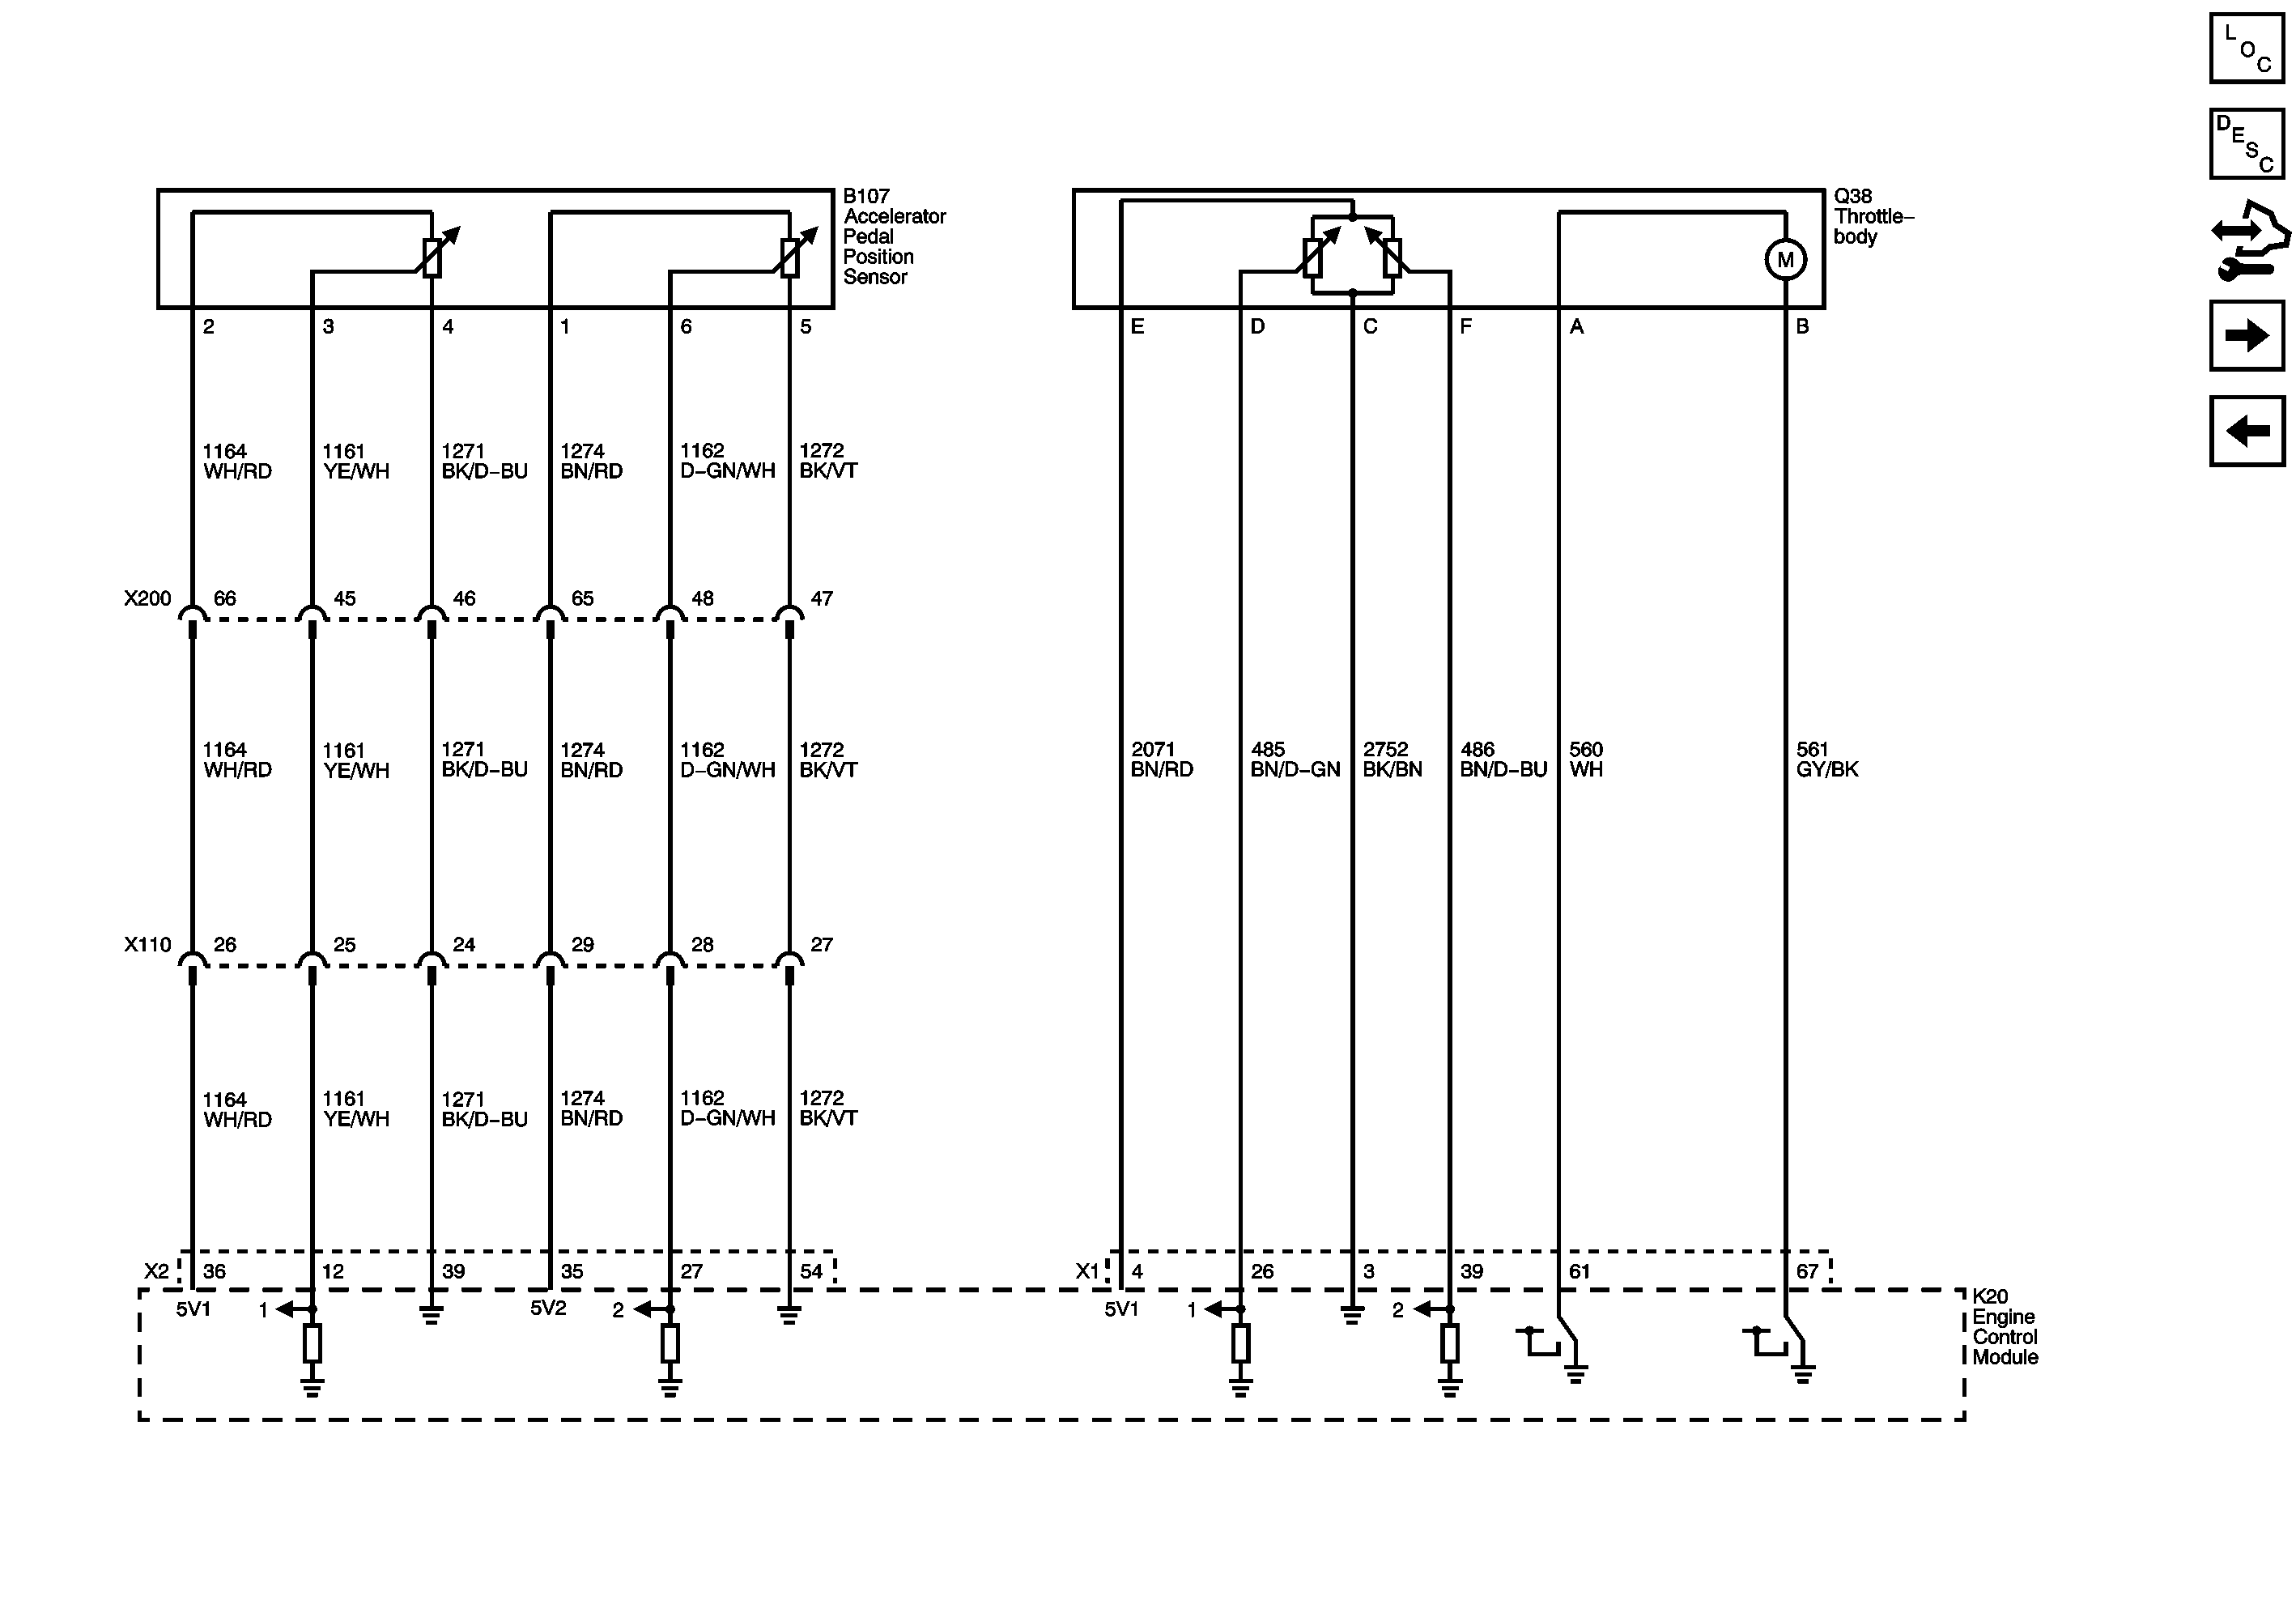 L O C
D E S C
B107
Accelerator
Pedal
Position
Sensor
Q38
Throttle–
body
M
2 3 4 1 6 5
E D C F A B
1164 1161 1271 1274 1162 1272
WH/RD YE/WH BK/D–BU BN/RD D–GN/WH BK/VT
X200 66 45 46 65 48 47
1164 1161 1271 1274 1162 1272
WH/RD YE/WH BK/D–BU BN/RD D–GN/WH BK/VT
2071 485 2752 486 560 561
BN/RD BN/D–GN BK/BN BN/D–BU WH GY/BK
X110 26 25 24 29 28 27
1164 1161 1271 1274 1162 1272
WH/RD YE/WH BK/D–BU BN/RD D–GN/WH BK/VT
X2 36 12 39 35 27 54
X1 4 26 3 39 61 67
5V1 1 5V2 2
5V1 1 2
K20
Engine
Control
Module